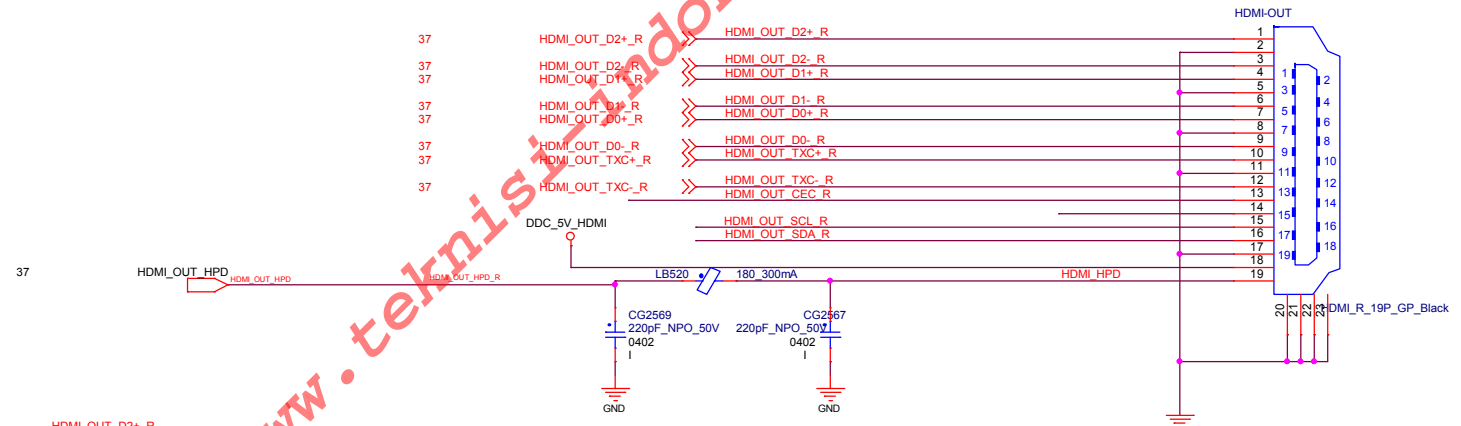 HDMI-OUT
37 HDMI_OUT_D2+_R HDMI_OUT_D2+_R 1
2
37 HDMI_OUT_D2-_R HDMI_OUT_D2-_R 3
37 HDMI_OUT_D1+_R HDMI_OUT_D1+_R 4
5
37 HDMI_OUT_D1-_R HDMI_OUT_D1-_R 6
37 HDMI_OUT_D0+_R HDMI_OUT_D0+_R 7
8
37 HDMI_OUT_D0-_R HDMI_OUT_D0-_R 9
37 HDMI_OUT_TXC+_R HDMI_OUT_TXC+_R 10
11
37 HDMI_OUT_TXC-_R HDMI_OUT_TXC-_R 12
HDMI_OUT_CEC_R 13
14
HDMI_OUT_SCL_R 15
HDMI_OUT_SDA_R 16
17
18
19
1 2
3 4
5 6
7 8
9 10
11 12
13 14
15 16
17 18
19
DDC_5V_HDMI
37 HDMI_OUT_HPD HDMI_OUT_HPD HDMI_OUT_HPD_R LB520 180_300mA HDMI_HPD
20 21 22 23
HDMI_R_19P_GP_Black
CG2569
220pF_NPO_50V
0402
I
CG2567
220pF_NPO_50V
0402
I
GND
GND
HDMI_OUT_D2+_R
www.teknisi-indo